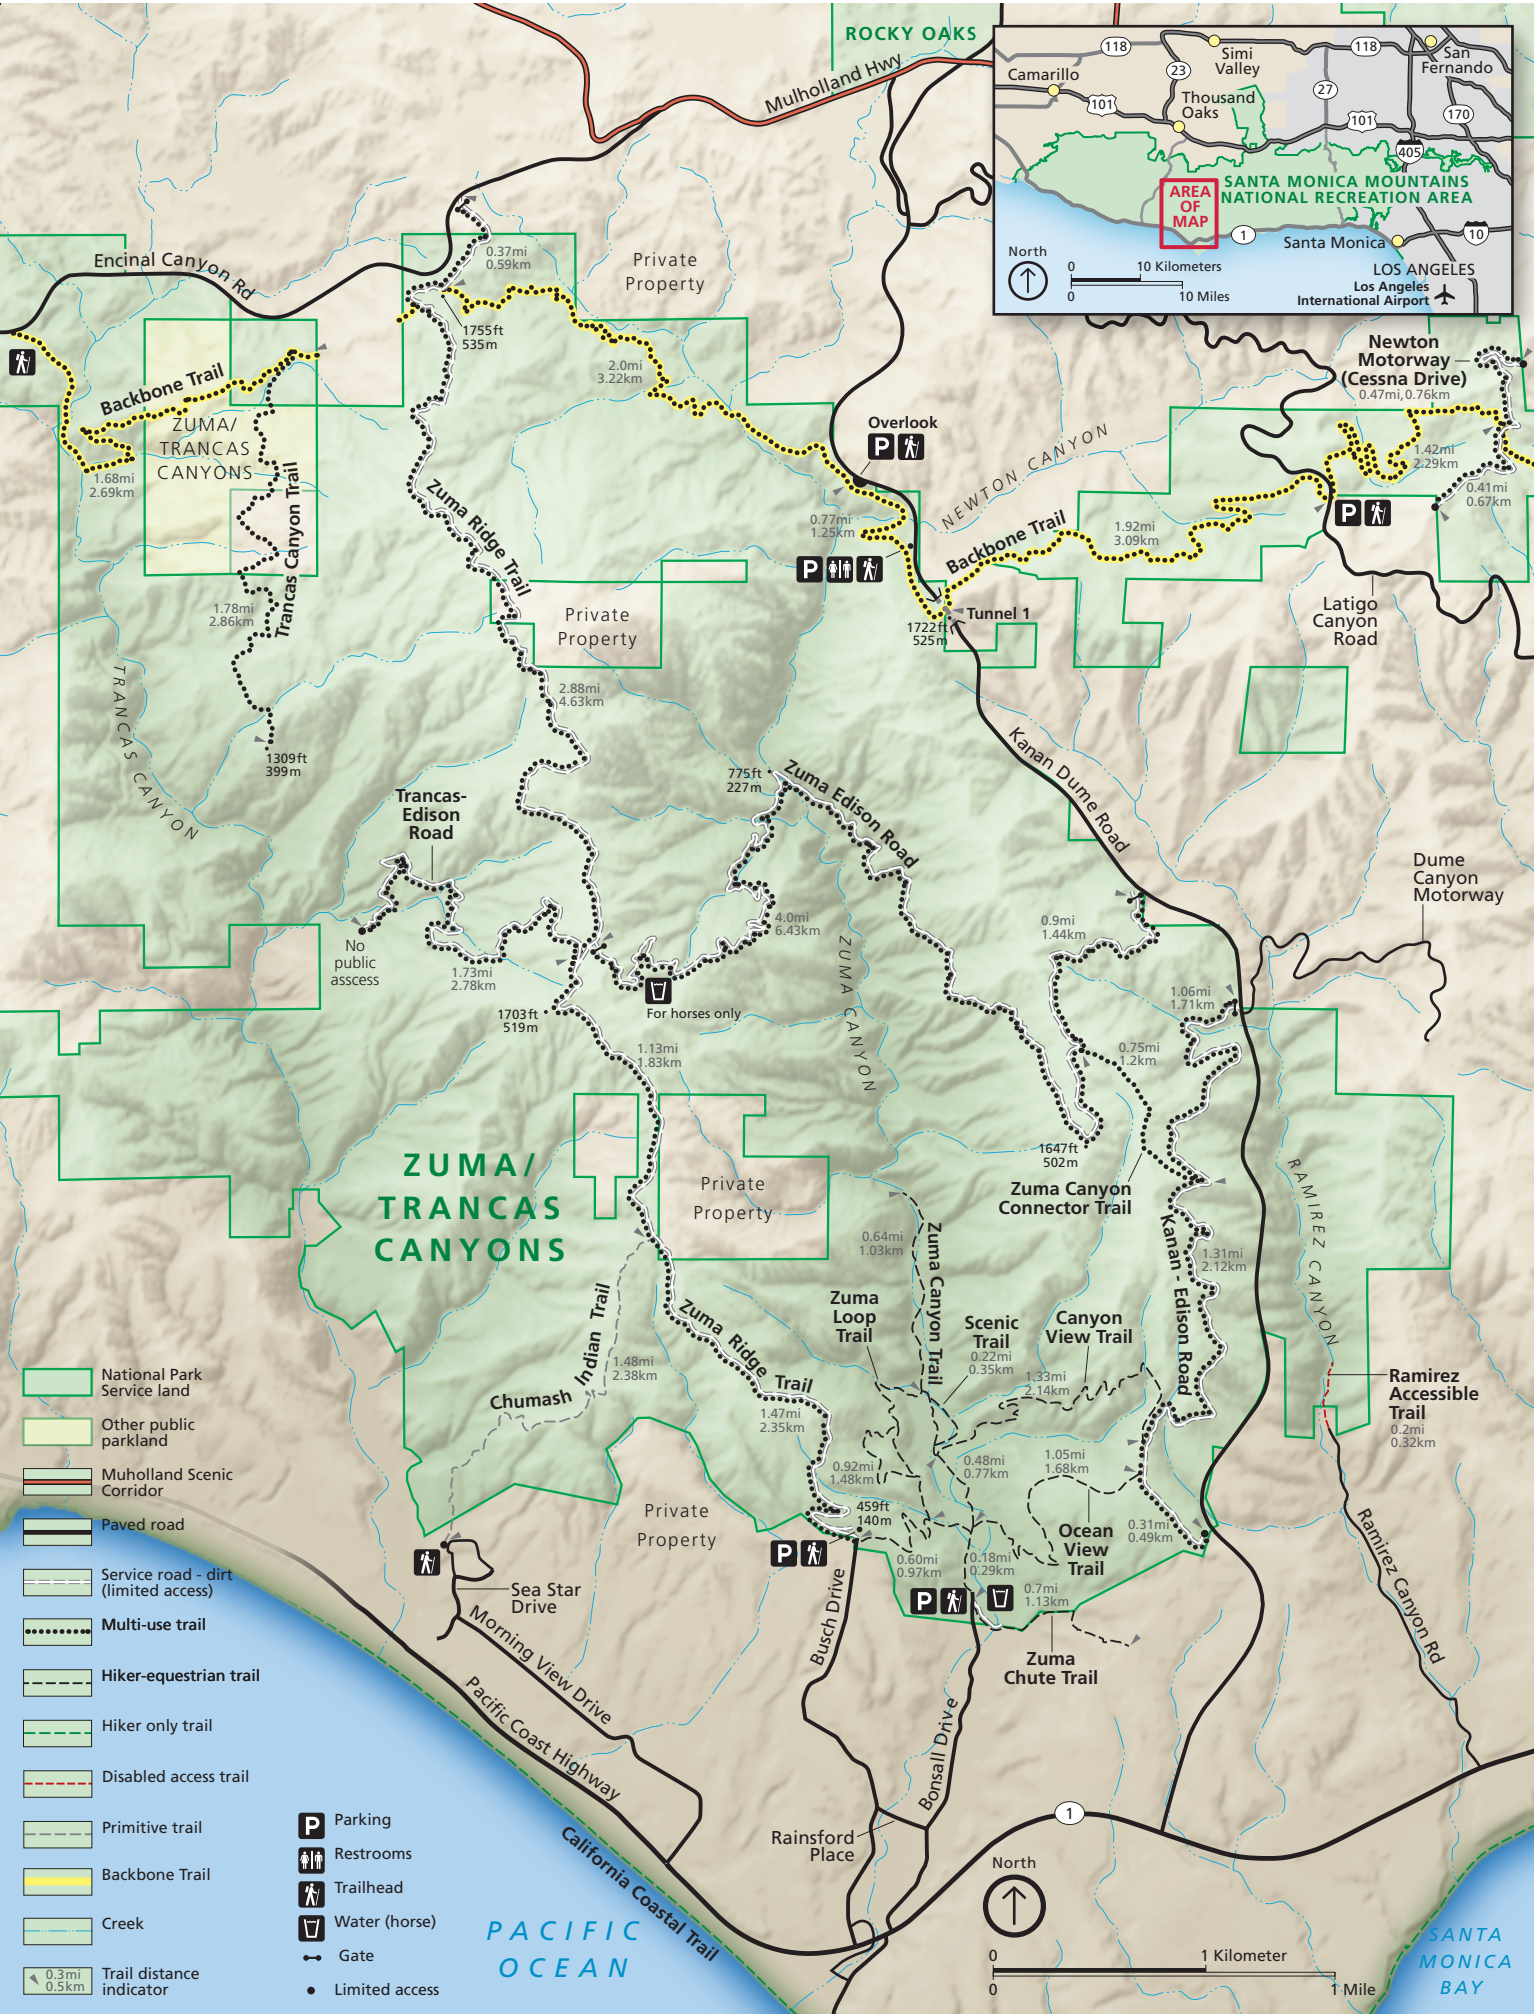 ROCKY OAKS
Mulholland Hwy
118
Simi
Valley
118
San
Fernando
Camarillo
23
27
101
Thousand
Oaks
101
170
405
SANTA MONICA MOUNTAINS
NATIONAL RECREATION AREA
AREA
OF
MAP
1
Santa Monica
10
North
0
10 Kilometers
0
10 Miles
LOS ANGELES
Los Angeles
International Airport
Encinal Canyon Rd
0.37mi
0.59km
Private
Property
1755ft
535m
2.0mi
3.22km
Newton
Motorway
(Cessna Drive)
0.47mi,0.76km
Backbone Trail
ZUMA/
TRANCAS
CANYONS
1.68mi
2.69km
Trancas Canyon Trail
Zuma Ridge Trail
Overlook
P
NEWTON CANYON
1.42mi
2.29km
0.41mi
0.67km
0.77mi
1.25km
P
Backbone Trail
1.92mi
3.09km
P
1.78mi
2.86km
Private
Property
Tunnel 1
1722ft
525m
Latigo
Canyon
Road
TRANCAS CANYON
2.88mi
4.63km
1309ft
399m
Kanan Dume Road
775ft
227m
Zuma Edison Road
Trancas-
Edison
Road
Dume
Canyon
Motorway
4.0mi
6.43km
0.9mi
1.44km
No
public
asscess
1.73mi
2.78km
ZUMA CANYON
1.06mi
1.71km
1703ft
519m
For horses only
1.13mi
1.83km
0.75mi
1.2km
1647ft
502m
ZUMA/
TRANCAS
CANYONS
Private
Property
Zuma Canyon
Connector Trail
RAMIREZ CANYON
0.64mi
1.03km
Zuma Canyon Trail
Kanan - Edison Road
1.31mi
2.12km
Zuma
Loop
Trail
Scenic
Trail
0.22mi
0.35km
Canyon
View Trail
Zuma Ridge Trail
Chumash Indian Trail
1.48mi
2.38km
1.33mi
2.14km
Ramirez
Accessible
Trail
0.2mi
0.32km
1.47mi
2.35km
0.92mi
1.48km
0.48mi
0.77km
1.05mi
1.68km
Private
Property
459ft
140m
Ocean
View
Trail
0.31mi
0.49km
P
0.60mi
0.97km
0.18mi
0.29km
0.7mi
1.13km
P
Sea Star
Drive
Morning View Drive
Busch Drive
Zuma
Chute Trail
Ramirez Canyon Rd
Pacific Coast Highway
Bonsall Drive
Rainsford
Place
1
California Coastal Trail
PACIFIC
OCEAN
SANTA
MONICA
BAY
National Park
Service land
Other public
parkland
Muholland Scenic
Corridor
Paved road
Service road - dirt
(limited access)
Multi-use trail
Hiker-equestrian trail
Hiker only trail
Disabled access trail
Primitive trail
Backbone Trail
Creek
0.3mi
0.5km
Trail distance
indicator
P
Parking
Restrooms
Trailhead
Water (horse)
Gate
Limited access
North
0
1 Kilometer
0
1 Mile